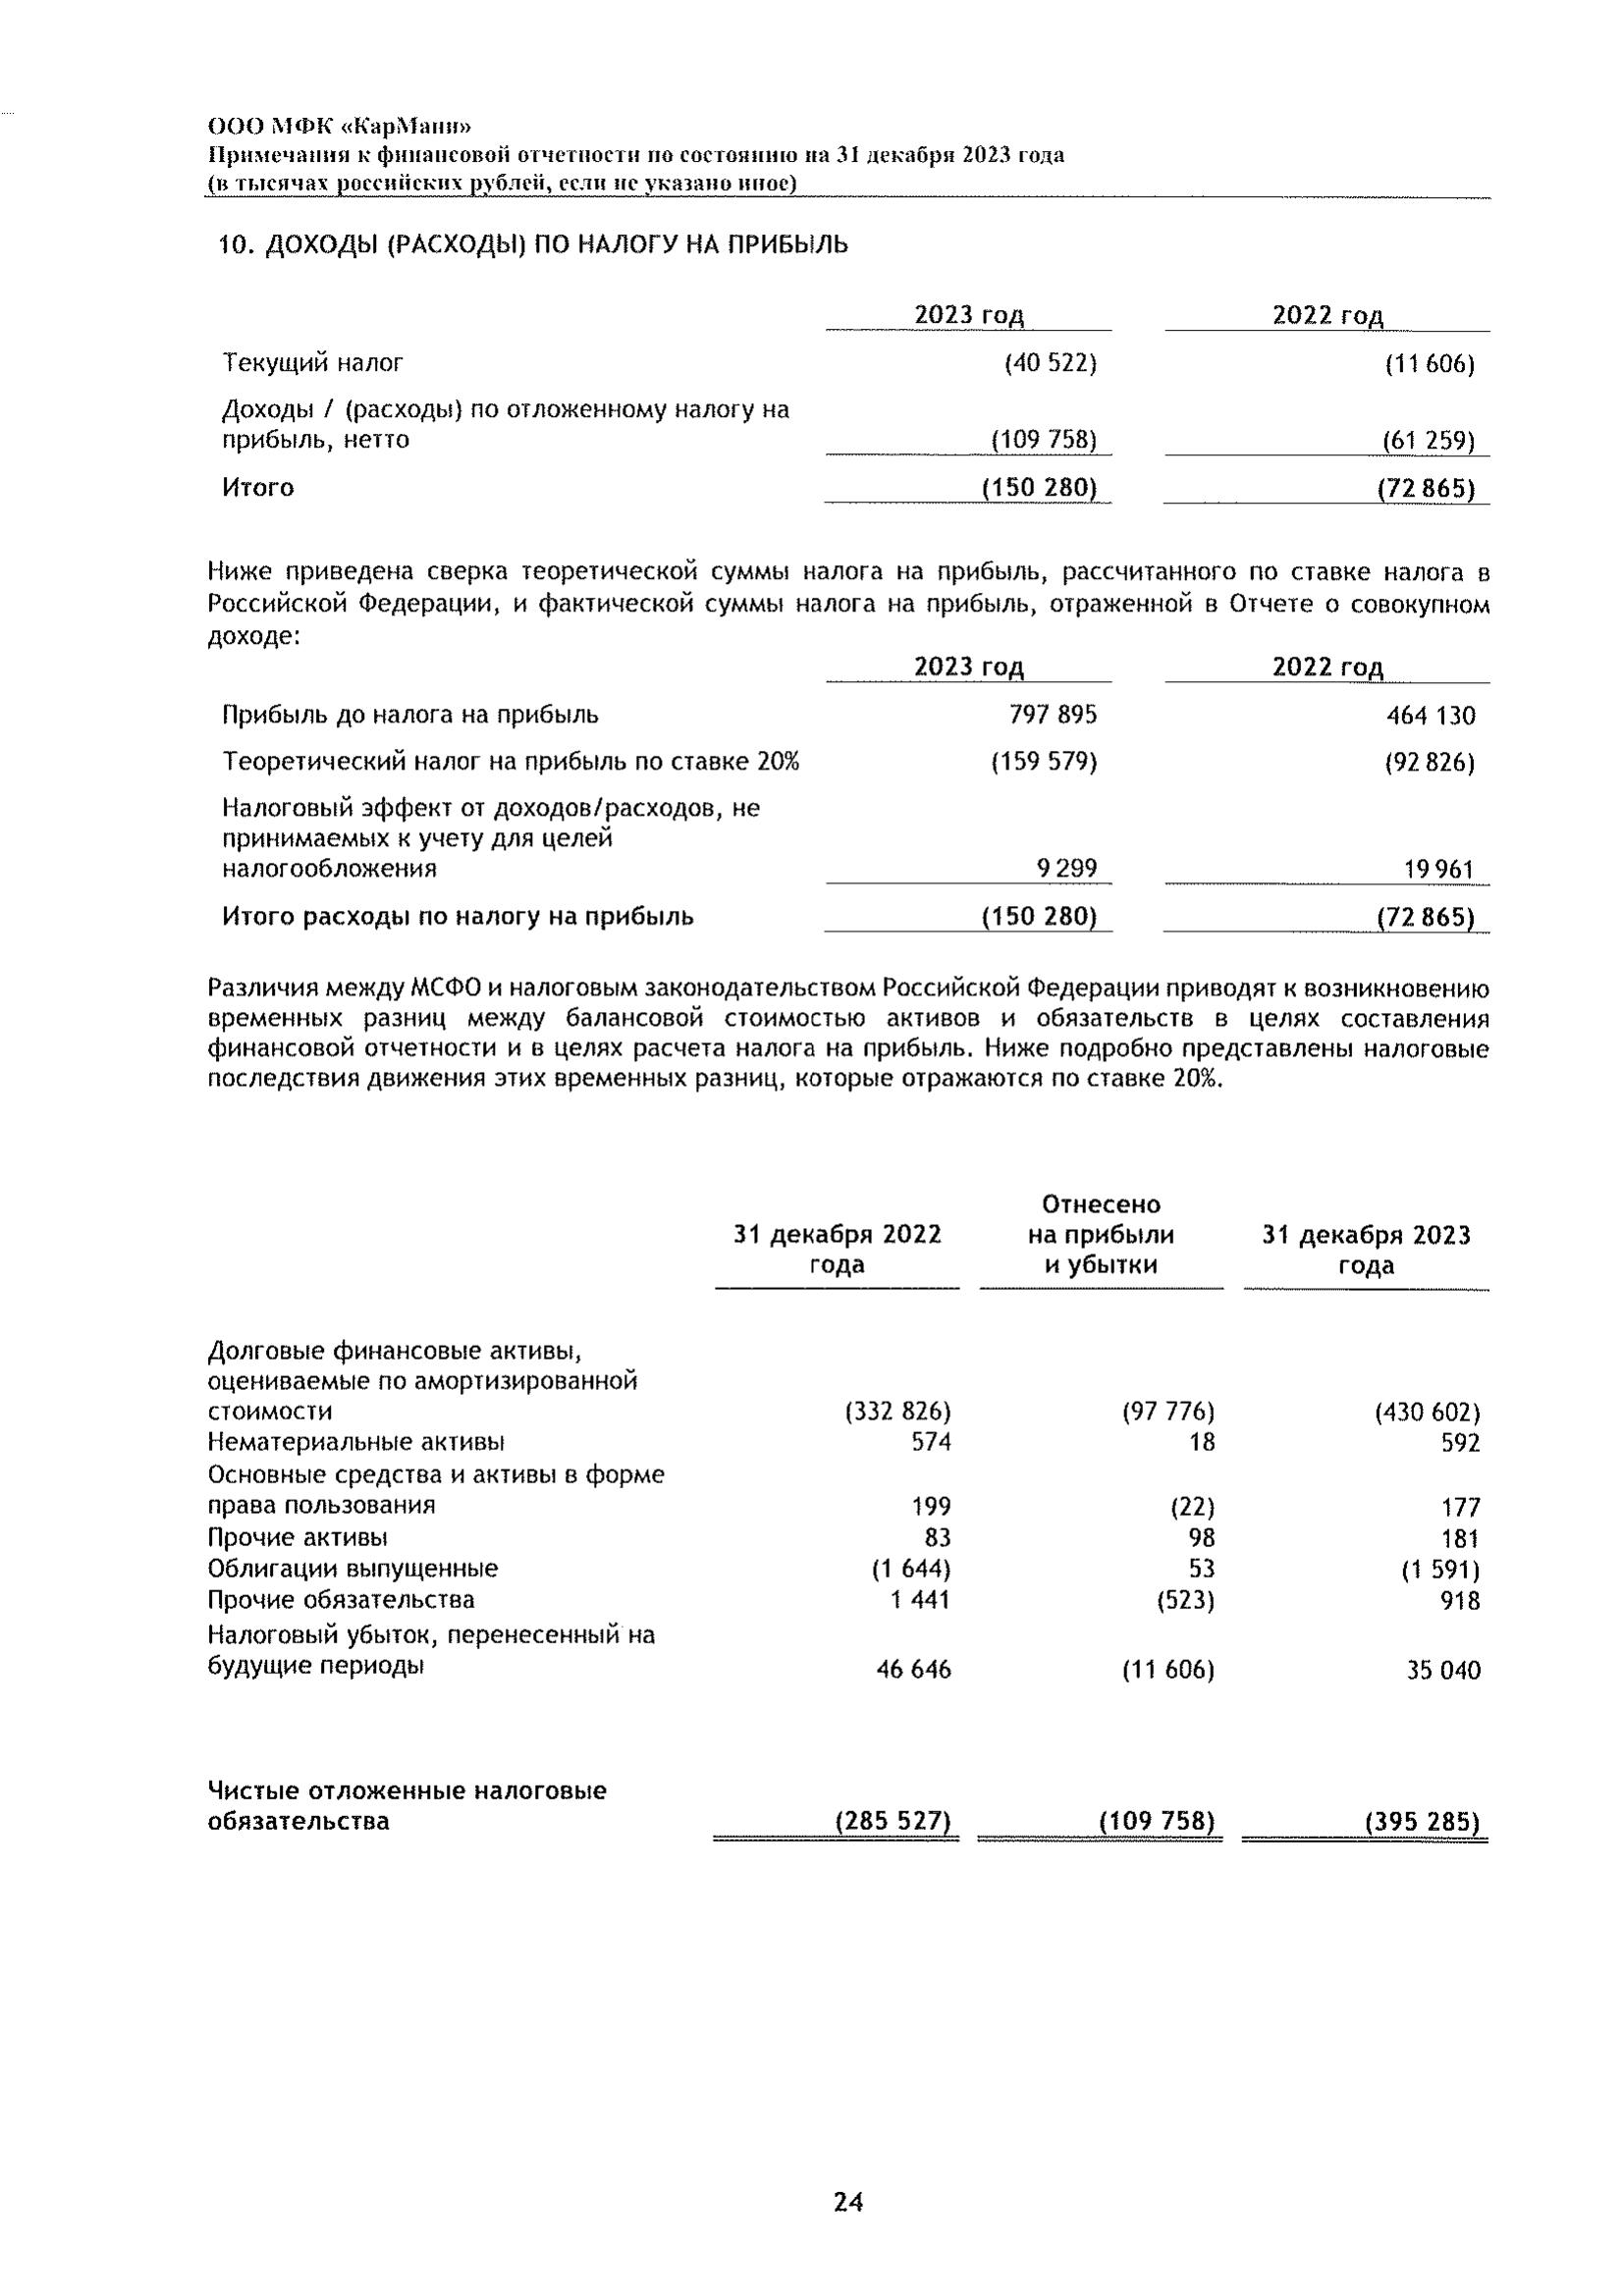 ООО МФК «КарМани»
Примечания к финансовой отчетности по состоянию на 31 декабря 2023 года
(в тысячах российских рублей, если не указано иное)
10. ДОХОДЫ (РАСХОДЫ) ПО НАЛОГУ НА ПРИБЫЛЬ
2023 год 2022 год
Текущий налог (40 522) (11 606)
Доходы / (расходы) по отложенному налогу на
прибыль, нетто (109 758) (61 259)
Итого (150 280) (72 865)
Ниже приведена сверка теоретической суммы налога на прибыль, рассчитанного по ставке налога в
Российской Федерации, и фактической суммы налога на прибыль, отраженной в Отчете о совокупном
доходе:
2023 год 2022 год
Прибыль до налога на прибыль 797 895 464 130
Теоретический налог на прибыль по ставке 20% (159 579) (92 826)
Налоговый эффект от доходов/расходов, не
принимаемых к учету для целей
налогообложения 9 299 19 961
Итого расходы по налогу на прибыль (150 280) (72 865)
Различия между МСФО и налоговым законодательством Российской Федерации приводят к возникновению
временных разниц между балансовой стоимостью активов и обязательств в целях составления
финансовой отчетности и в целях расчета налога на прибыль. Ниже подробно представлены налоговые
последствия движения этих временных разниц, которые отражаются по ставке 20%.
Отнесено
31 декабря 2022 на прибыли 31 декабря 2023
года и убытки года
Долговые финансовые активы,
оцениваемые по амортизированной
стоимости (332 826) (97 776) (430 602)
Нематериальные активы 574 18 592
Основные средства и активы в форме
права пользования 199 (22) 177
Прочие активы 83 98 181
Облигации выпущенные (1 644) 53 (1 591)
Прочие обязательства 1 441 (523) 918
Налоговый убыток, перенесенный на
будущие периоды 46 646 (11 606) 35 040
Чистые отложенные налоговые
обязательства (285 527) (109 758) (395 285)
24